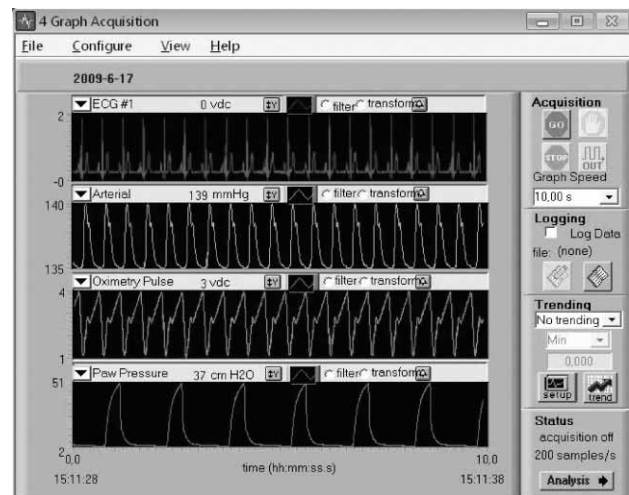 4 Graph Acquisition
File Configure View Help
2009-6-17
ECG #1 0 vdc ‡Y filter transform
2
-0
Arterial 139 mmHg ‡Y filter transform
140
135
Oximetry Pulse 3 vdc ‡Y filter transform
4
1
Paw Pressure 37 cm H2O ‡Y filter transform
51
2
0,0 time (hh:mm:ss.s) 10,0
15:11:28 15:11:38
Acquisition
GO
STOP OUT
Graph Speed
10,00 s
Logging
Log Data
file: (none)
Trending
No trending
Min
0,000
setup trend
Status
acquisition off
200 samples/s
Analysis